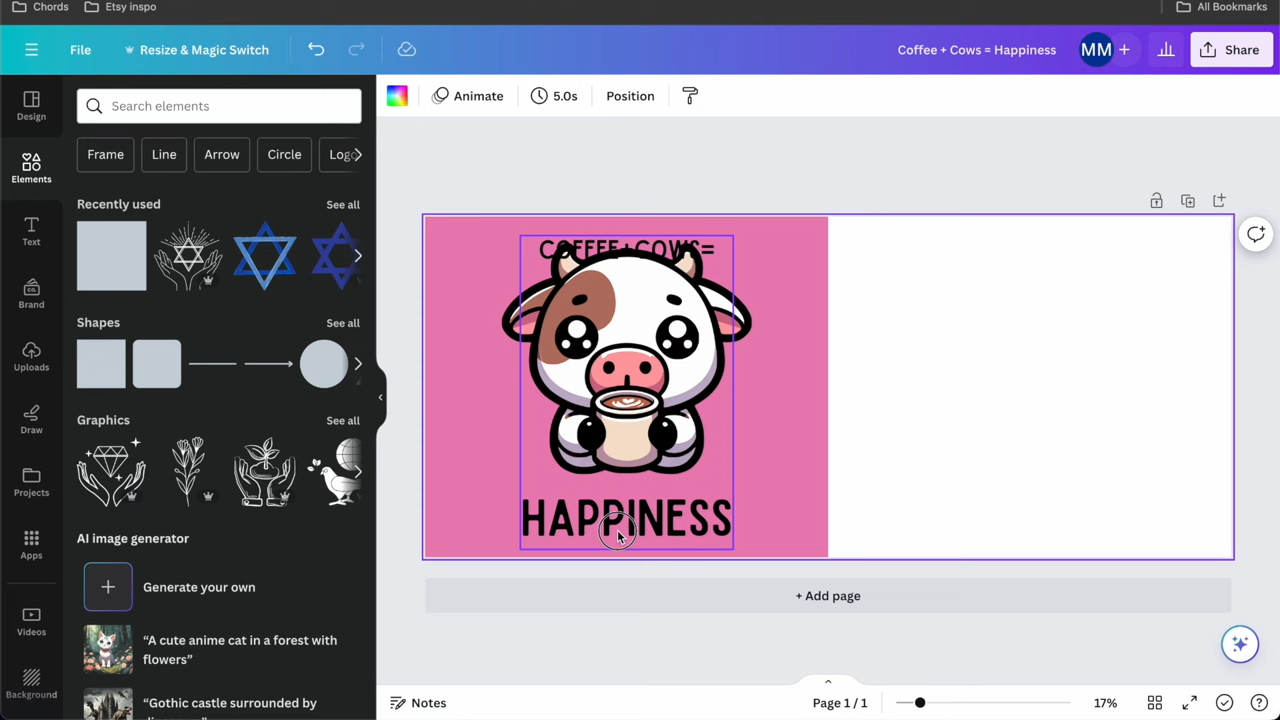 Chords
Etsy inspo
All Bookmarks
File
Resize & Magic Switch
Coffee + Cows = Happiness
MM
Share
Design
Elements
Text
Brand
Uploads
Draw
Projects
Apps
Videos
Background
Search elements
Frame
Line
Arrow
Circle
Logo
Recently used
See all
Shapes
See all
Graphics
See all
AI image generator
Generate your own
“A cute anime cat in a forest with
flowers”
“Gothic castle surrounded by
Animate
5.0s
Position
COFFEE+COWS=
HAPPINESS
+ Add page
Notes
Page 1 / 1
17%